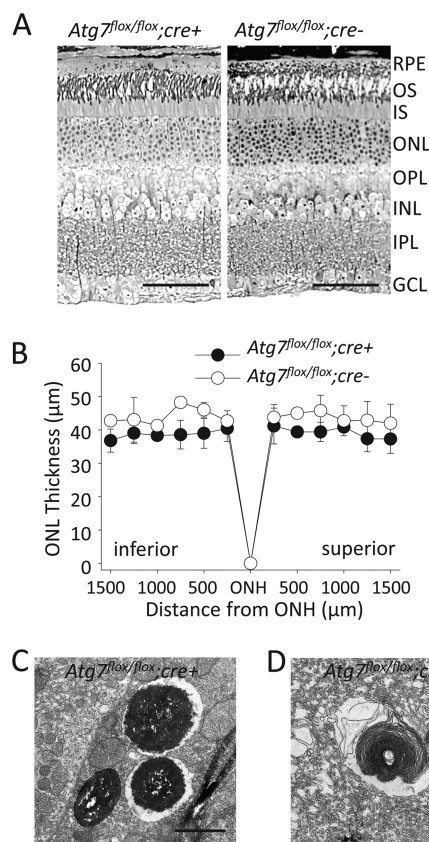 A
Atg7flox/flox;cre+ Atg7flox/flox;cre-
RPE
OS
IS
ONL
OPL
INL
IPL
GCL
B
Atg7flox/flox;cre+
Atg7flox/flox;cre-
ONL Thickness (μm)
60
50
40
30
20
10
0
inferior superior
1500 1000 500 ONH 500 1000 1500
Distance from ONH (μm)
C Atg7flox/flox;cre+
D Atg7flox/flox;c